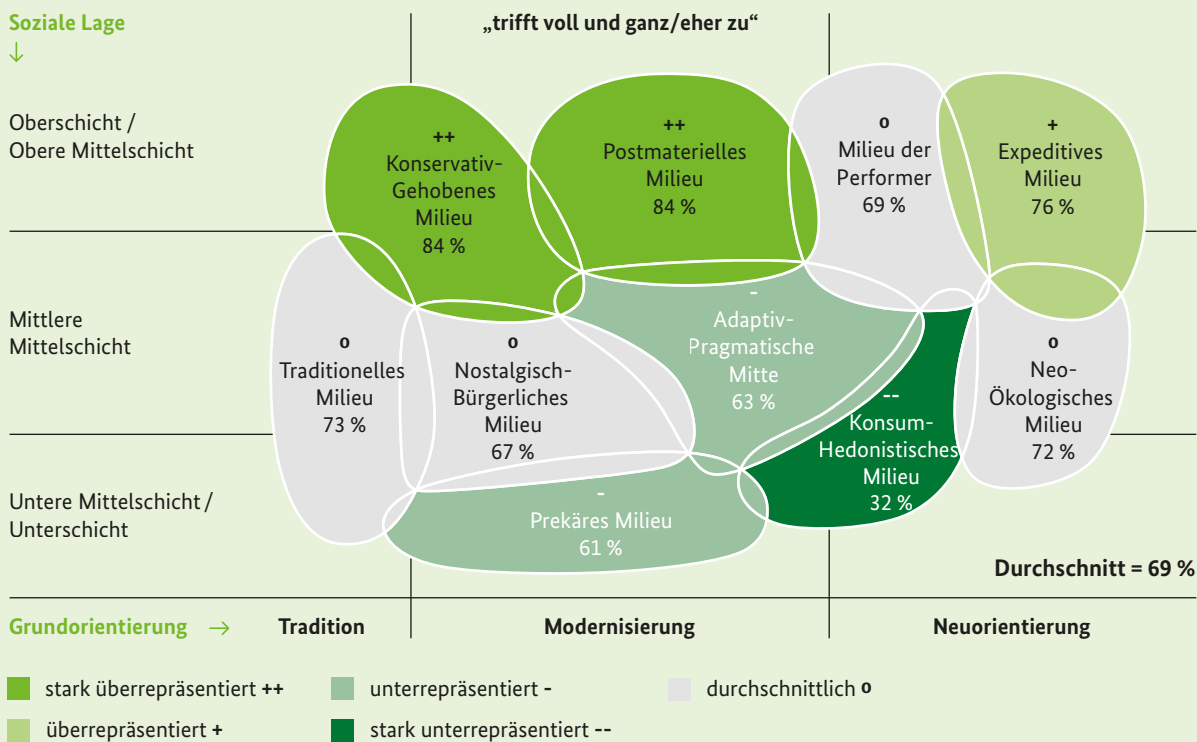 Soziale Lage
↓
„trifft voll und ganz/eher zu“
Oberschicht /
Obere Mittelschicht
++
Konservativ-
Gehobenes
Milieu
84 %
++
Postmaterielles
Milieu
84 %
o
Milieu der
Performer
69 %
+
Expeditives
Milieu
76 %
Mittlere
Mittelschicht
o
Traditionelles
Milieu
73 %
o
Nostalgisch-
Bürgerliches
Milieu
67 %
-
Adaptiv-
Pragmatische
Mitte
63 %
--
Konsum-
Hedonistisches
Milieu
32 %
o
Neo-
Ökologisches
Milieu
72 %
Untere Mittelschicht /
Unterschicht
-
Prekäres Milieu
61 %
Durchschnitt = 69 %
Grundorientierung →
Tradition
Modernisierung
Neuorientierung
stark überrepräsentiert ++
unterrepräsentiert -
durchschnittlich o
überrepräsentiert +
stark unterrepräsentiert --